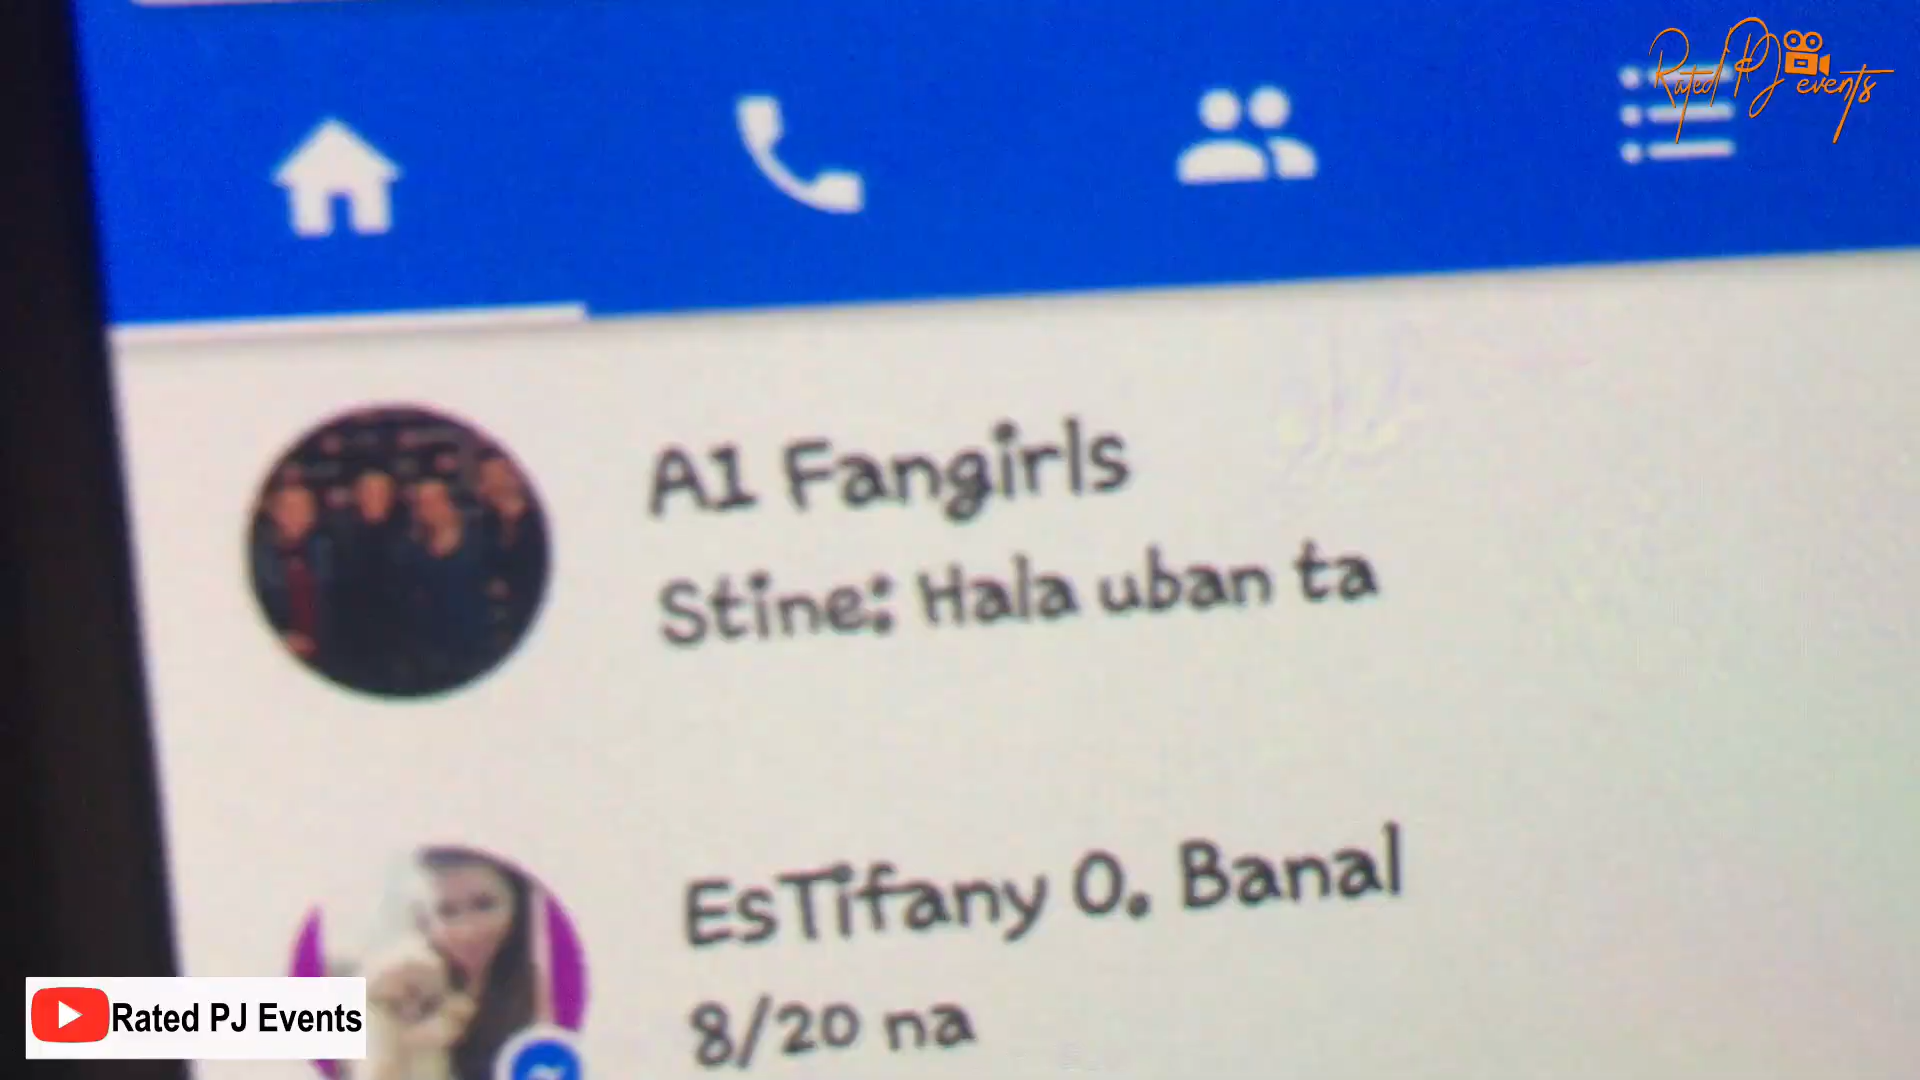 Rated PJ events
A1 Fangirls
Stine: Hala uban ta
EsTifany O. Banal
8/20 na
Rated PJ Events